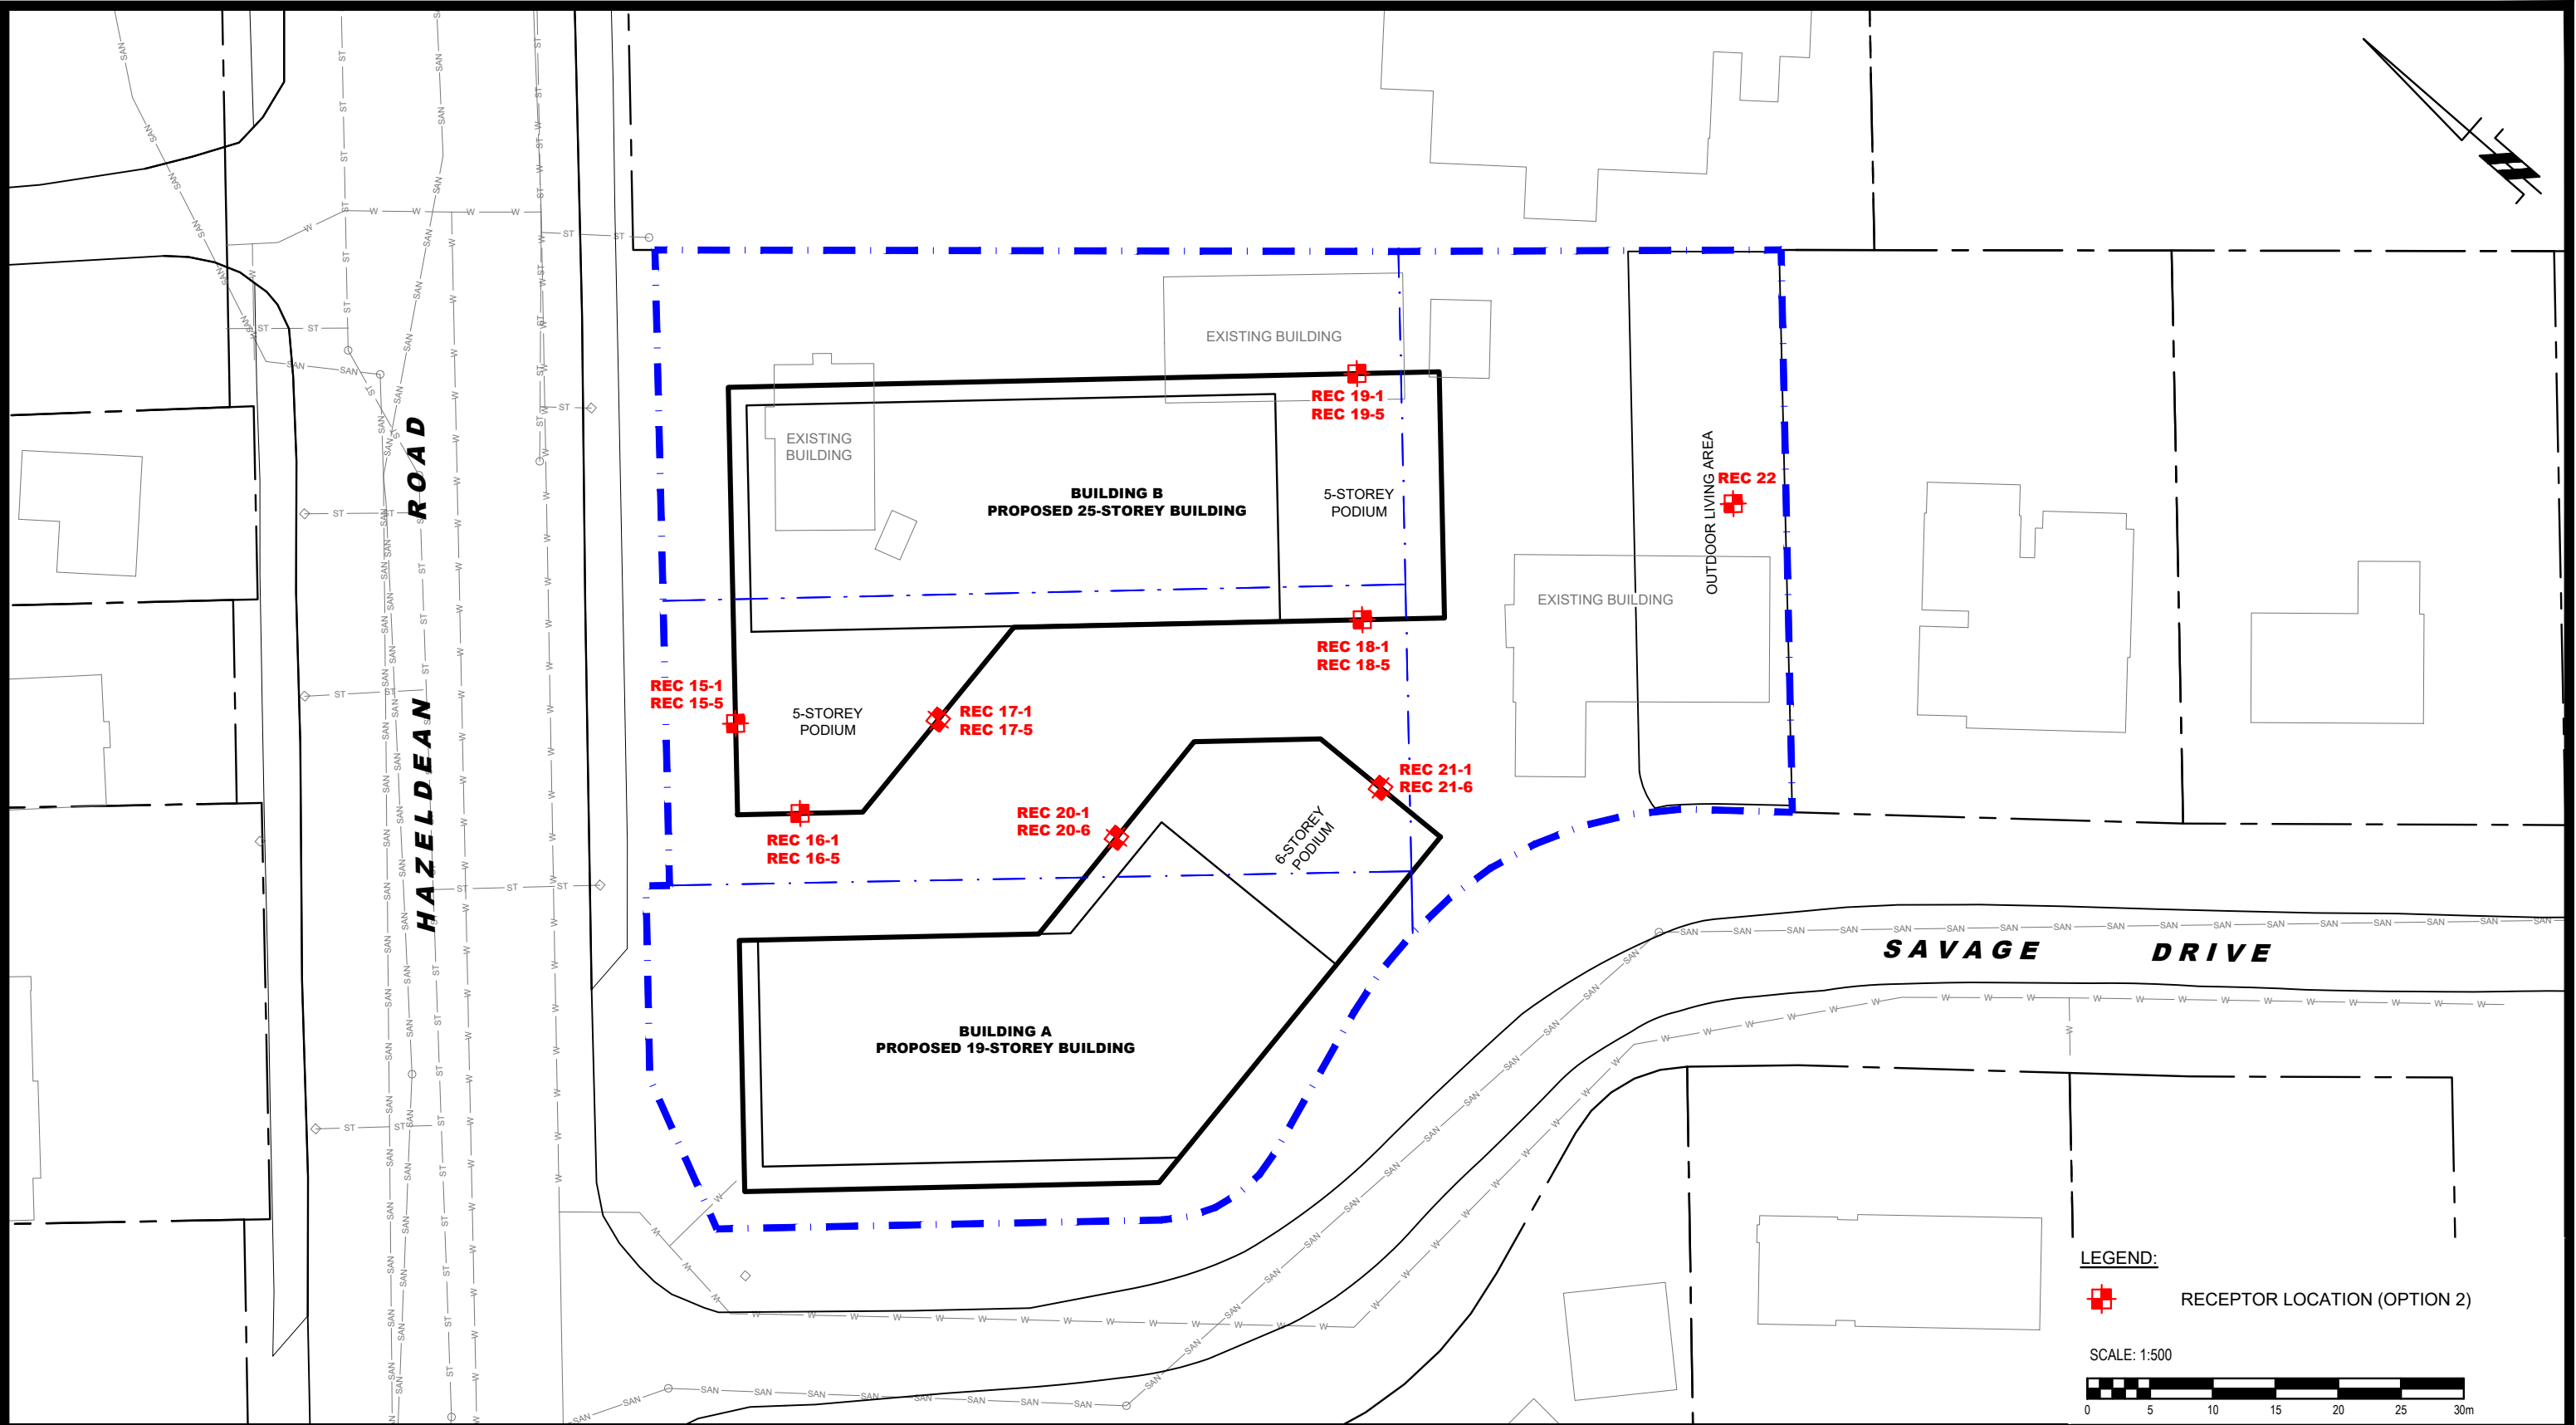 EXISTING BUILDING
EXISTING
BUILDING
REC 19-1
REC 19-5
BUILDING B
PROPOSED 25-STOREY BUILDING
5-STOREY
PODIUM
OUTDOOR LIVING AREA
REC 22
EXISTING BUILDING
HAZELDEAN ROAD
REC 15-1
REC 15-5
5-STOREY
PODIUM
REC 17-1
REC 17-5
REC 18-1
REC 18-5
REC 16-1
REC 16-5
REC 20-1
REC 20-6
REC 21-1
REC 21-6
6-STOREY
PODIUM
SAVAGE DRIVE
BUILDING A
PROPOSED 19-STOREY BUILDING
LEGEND:
RECEPTOR LOCATION (OPTION 2)
SCALE: 1:500
0 5 10 15 20 25 30m
SAN
ST
W